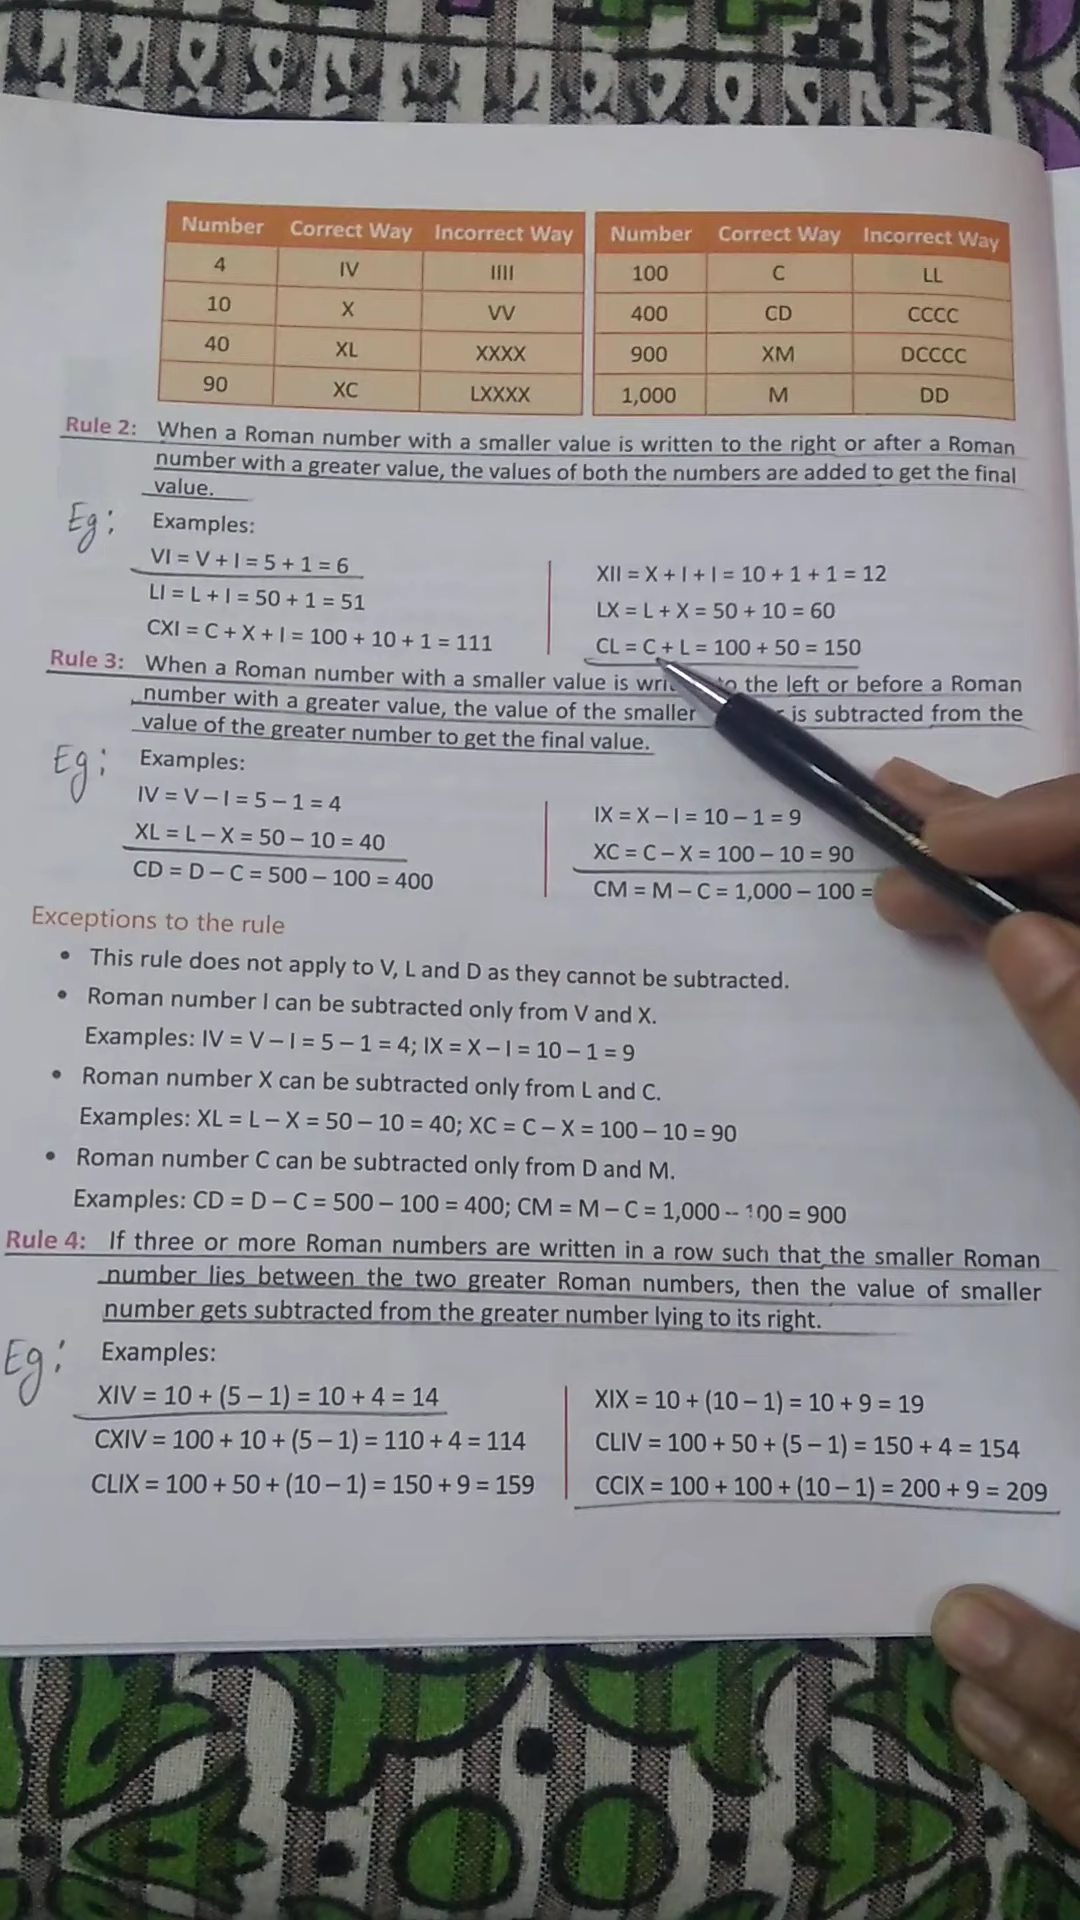 Number Correct Way Incorrect Way
4 IV IIII
10 X VV
40 XL XXXX
90 XC LXXXX
Number Correct Way Incorrect Way
100 C LL
400 CD CCCC
900 XM DCCCC
1,000 M DD
Rule 2: When a Roman number with a smaller value is written to the right or after a Roman
number with a greater value, the values of both the numbers are added to get the final
value.
Eg: Examples:
VI = V + I = 5 + 1 = 6
LI = L + I = 50 + 1 = 51
CXI = C + X + I = 100 + 10 + 1 = 111
XII = X + I + I = 10 + 1 + 1 = 12
LX = L + X = 50 + 10 = 60
CL = C + L = 100 + 50 = 150
Rule 3: When a Roman number with a smaller value is to the left or before a Roman
number with a greater value, the value of the smaller is subtracted from the
value of the greater number to get the final value.
Eg: Examples:
IV = V – I = 5 – 1 = 4
XL = L – X = 50 – 10 = 40
CD = D – C = 500 – 100 = 400
IX = X – I = 10 – 1 = 9
XC = C – X = 100 – 10 = 90
CM = M – C = 1,000 – 100 =
Exceptions to the rule
• This rule does not apply to V, L and D as they cannot be subtracted.
• Roman number I can be subtracted only from V and X.
Examples: IV = V – I = 5 – 1 = 4; IX = X – I = 10 – 1 = 9
• Roman number X can be subtracted only from L and C.
Examples: XL = L – X = 50 – 10 = 40; XC = C – X = 100 – 10 = 90
• Roman number C can be subtracted only from D and M.
Examples: CD = D – C = 500 – 100 = 400; CM = M – C = 1,000 – 100 = 900
Rule 4: If three or more Roman numbers are written in a row such that the smaller Roman
number lies between the two greater Roman numbers, then the value of smaller
number gets subtracted from the greater number lying to its right.
Eg: Examples:
XIV = 10 + (5 – 1) = 10 + 4 = 14
CXIV = 100 + 10 + (5 – 1) = 110 + 4 = 114
CLIX = 100 + 50 + (10 – 1) = 150 + 9 = 159
XIX = 10 + (10 – 1) = 10 + 9 = 19
CLIV = 100 + 50 + (5 – 1) = 150 + 4 = 154
CCIX = 100 + 100 + (10 – 1) = 200 + 9 = 209